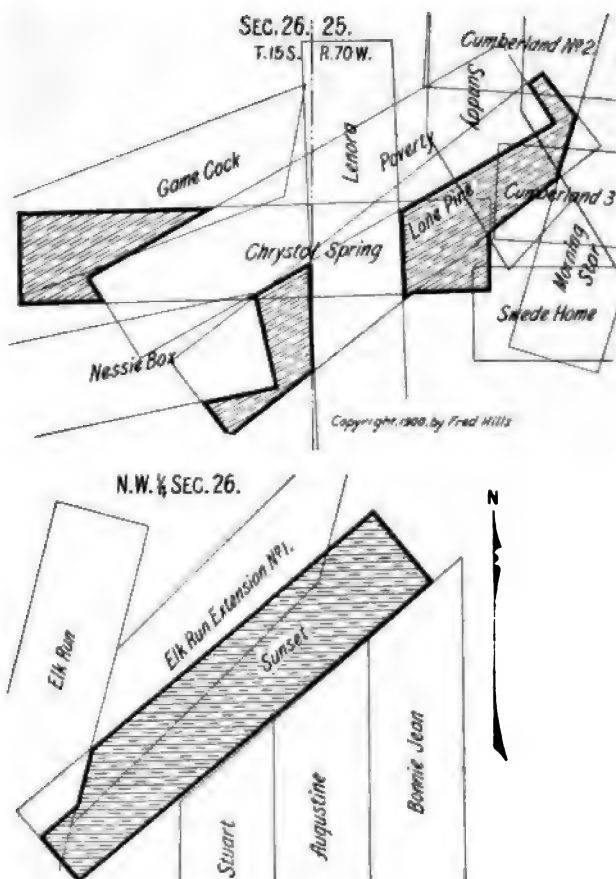 SEC. 26. 25.
T. 15 S. R. 70 W.
Cumberland No 2
Kopans
Lenora
Poverty
Game Cock
Lone Pine
Cumberland 3
Chrystol Spring
Morning Star
Swede Home
Nessie Box
Copyright, 1900, by Fred Hills
N.W. ¼ SEC. 26.
N
Elk Run Extension No 1.
Elk Run
Sunset
Bonnie Jean
Augustine
Stuart